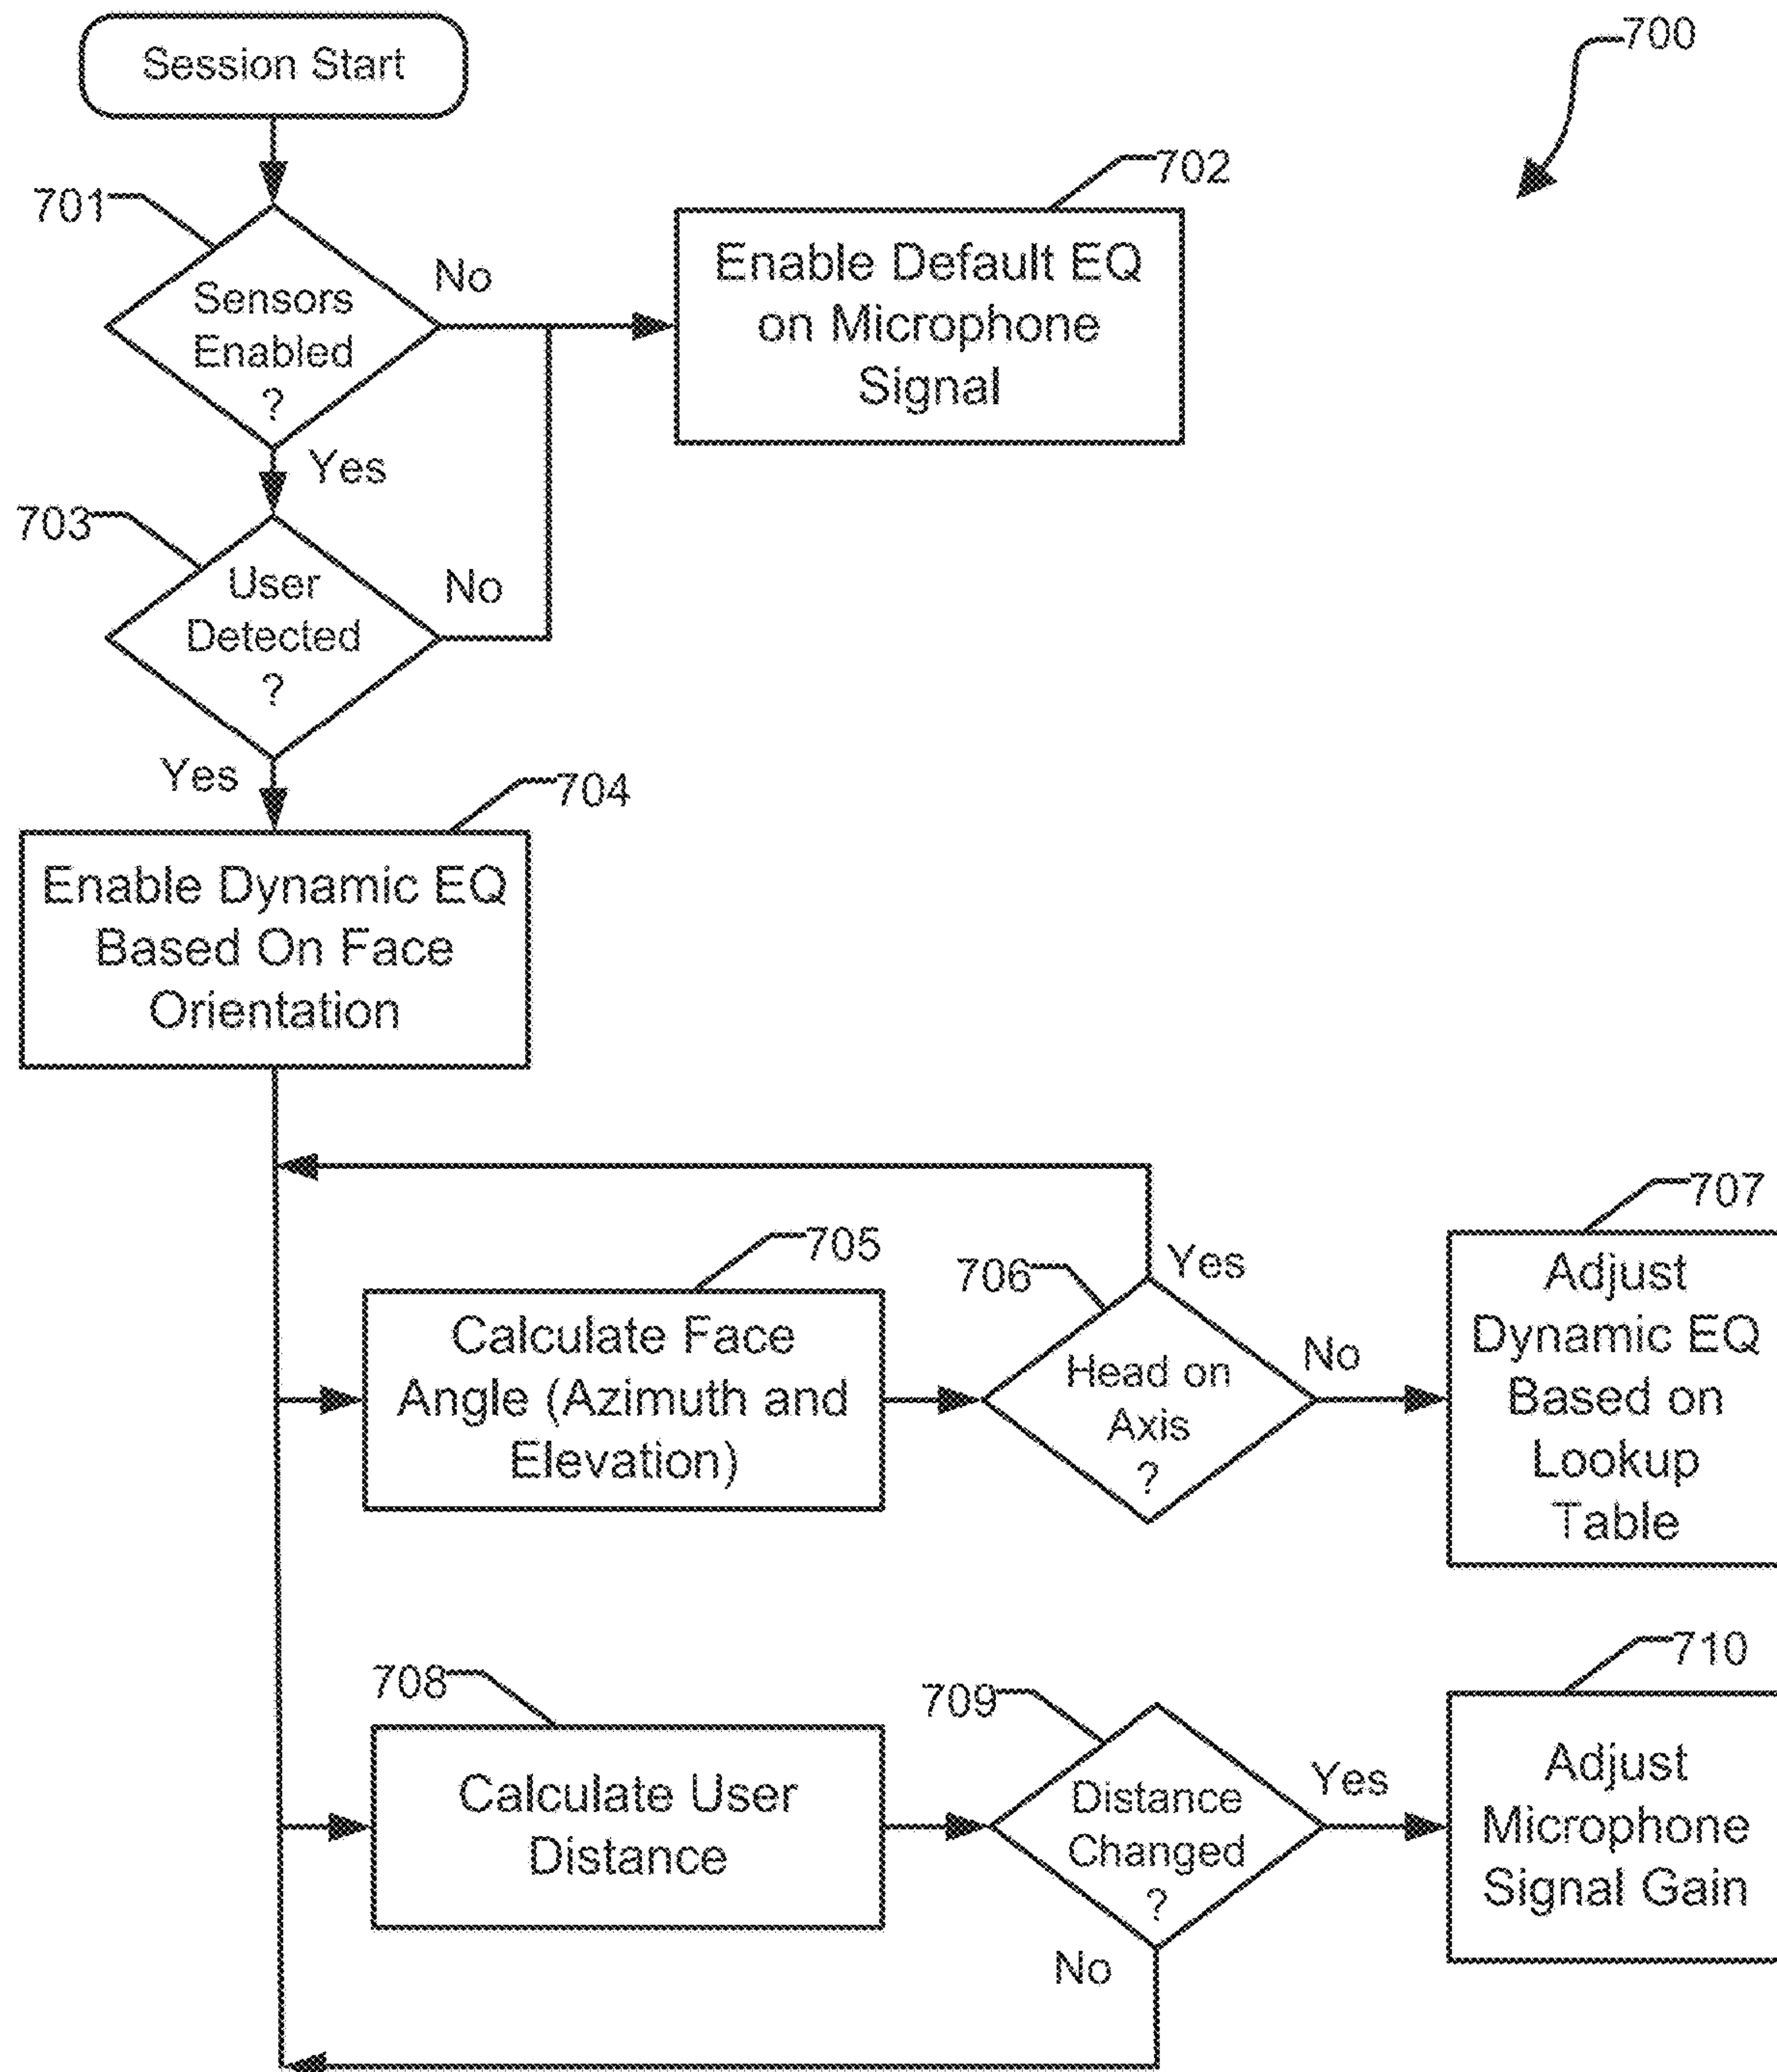 Session Start
700
701
702
Sensors
Enabled
?
No
Enable Default EQ
on Microphone
Signal
Yes
703
User
Detected
?
No
Yes
704
Enable Dynamic EQ
Based On Face
Orientation
705
Calculate Face
Angle (Azimuth and
Elevation)
706
Yes
Head on
Axis
?
No
707
Adjust
Dynamic EQ
Based on
Lookup
Table
708
Calculate User
Distance
709
Distance
Changed
?
Yes
No
710
Adjust
Microphone
Signal Gain